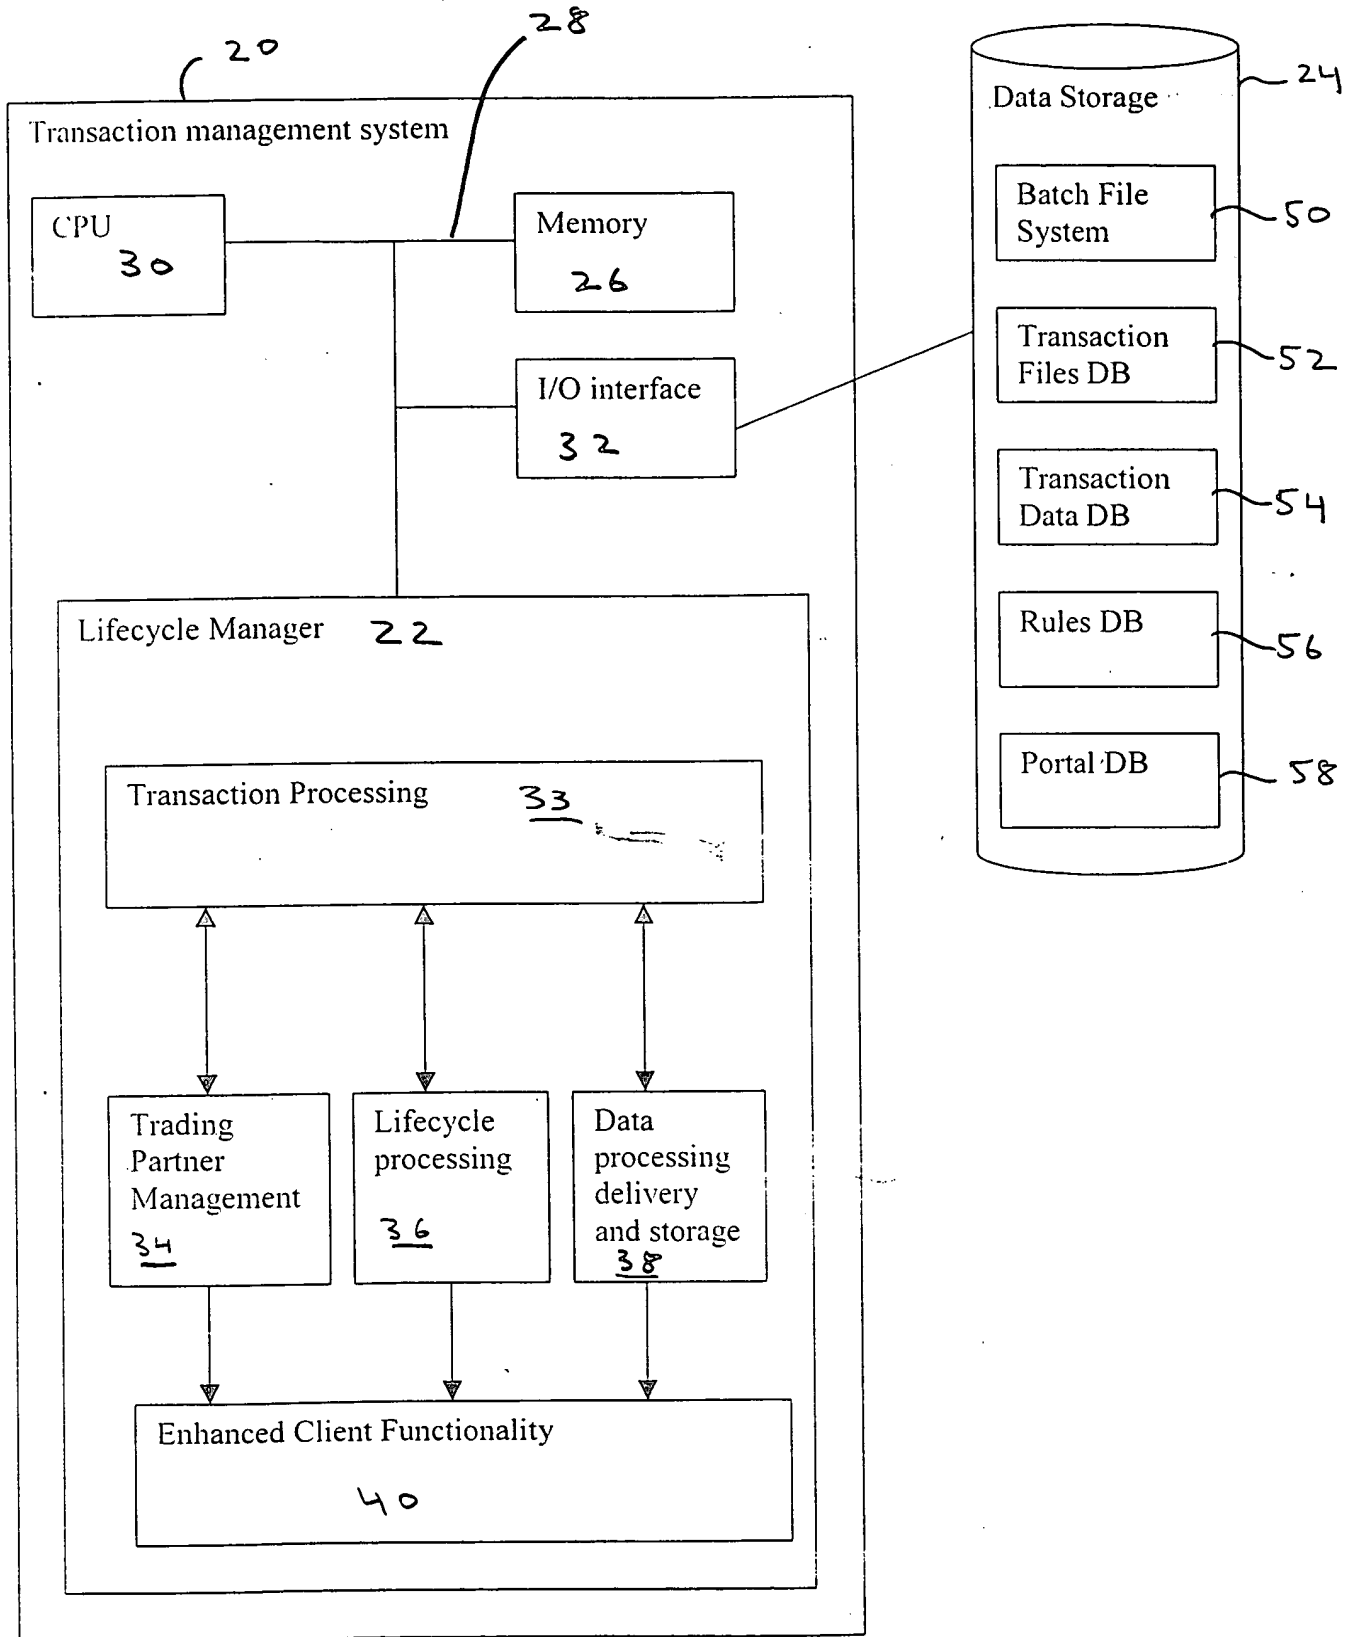 20
28
24
Transaction management system
CPU
30
Memory
26
I/O interface
32
Data Storage
Batch File
System
50
Transaction
Files DB
52
Transaction
Data DB
54
Rules DB
56
Portal DB
58
Lifecycle Manager 22
Transaction Processing 33
Trading
Partner
Management
34
Lifecycle
processing
36
Data
processing
delivery
and storage
38
Enhanced Client Functionality
40